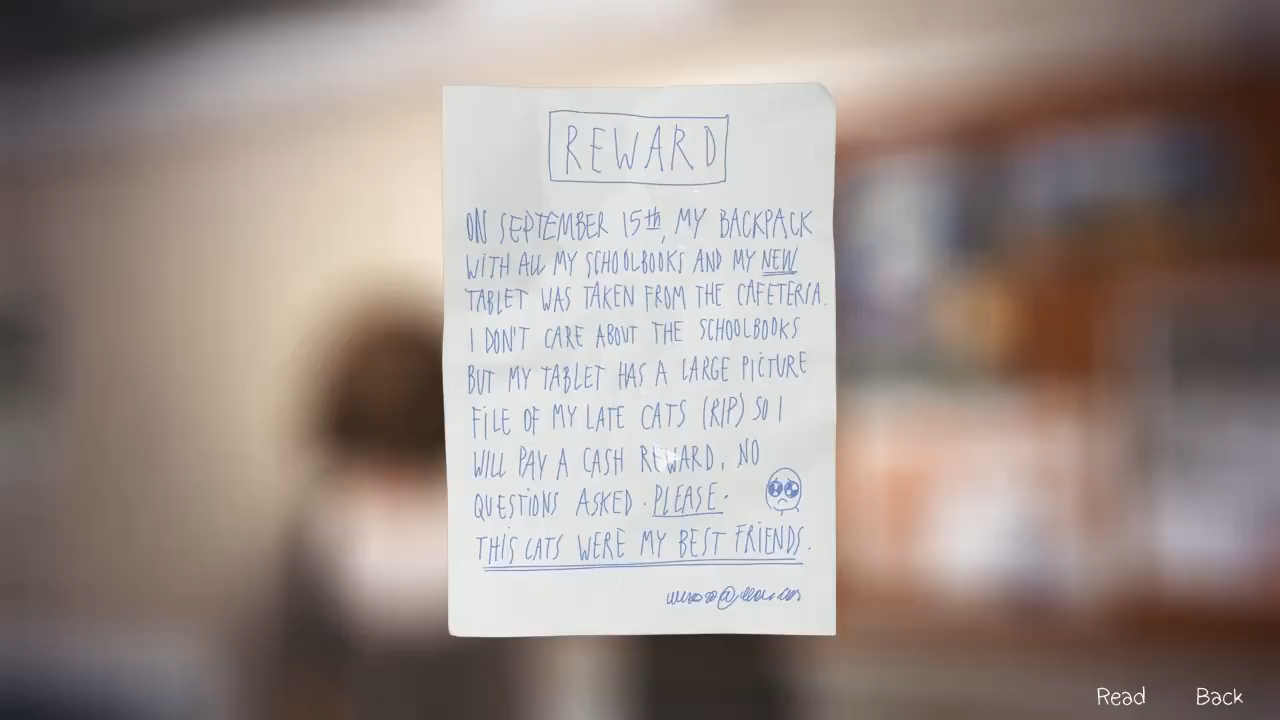 REWARD
ON SEPTEMBER 15th, MY BACKPACK
WITH ALL MY SCHOOLBOOKS AND MY NEW
TABLET WAS TAKEN FROM THE CAFETERIA.
I DON'T CARE ABOUT THE SCHOOLBOOKS
BUT MY TABLET HAS A LARGE PICTURE
FILE OF MY LATE CATS (RIP) SO I
WILL PAY A CASH REWARD, NO
QUESTIONS ASKED. PLEASE.
THIS CATS WERE MY BEST FRIENDS.
Read
Back